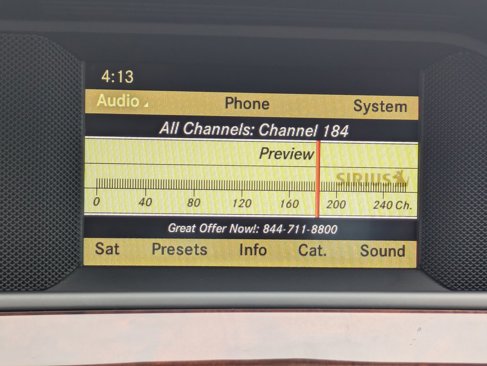 4:13
Audio Phone System
All Channels: Channel 184
Preview
SIRIUS
0 40 80 120 160 200 240 Ch.
Great Offer Now!: 844-711-8800
Sat Presets Info Cat. Sound